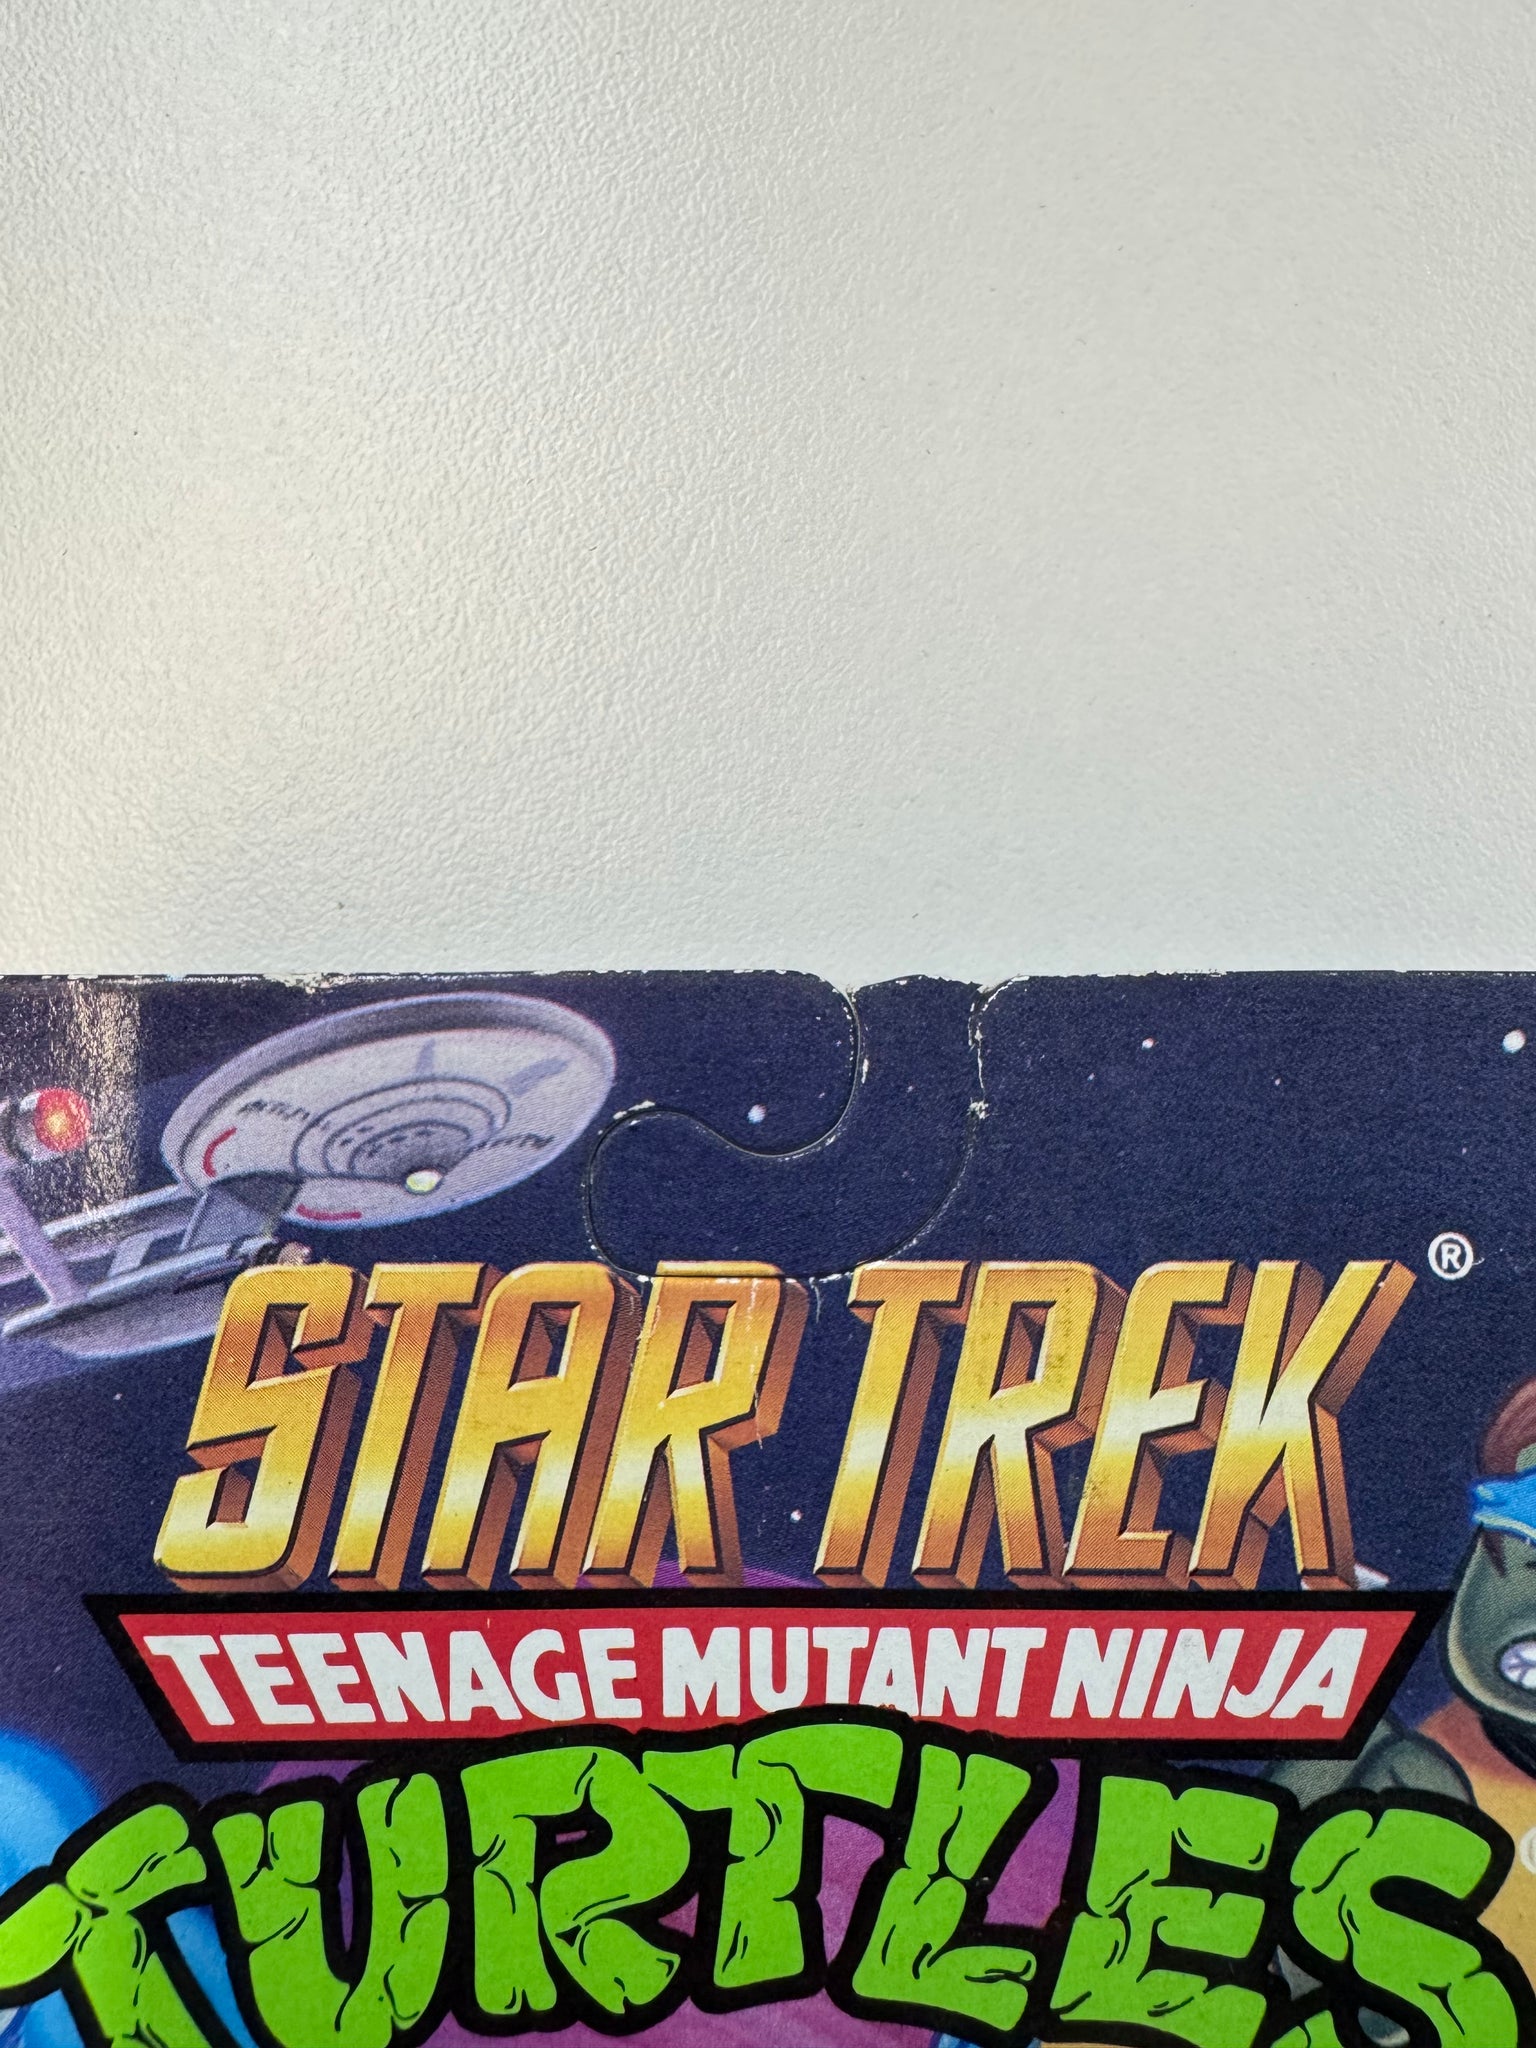 STAR TREK®
TEENAGE MUTANT NINJA
TURTLES